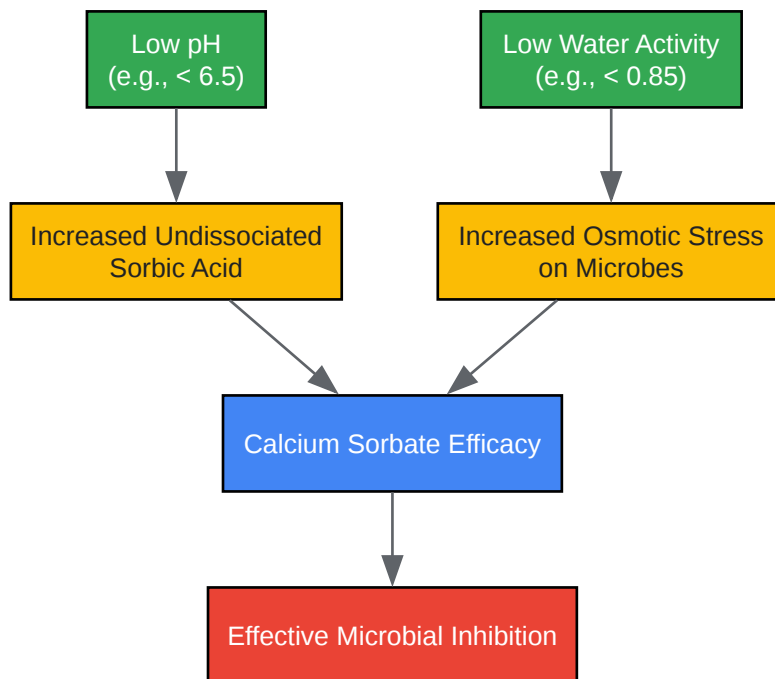 Low pH
(e.g., < 6.5)
Low Water Activity
(e.g., < 0.85)
Increased Undissociated
Sorbic Acid
Increased Osmotic Stress
on Microbes
Calcium Sorbate Efficacy
Effective Microbial Inhibition